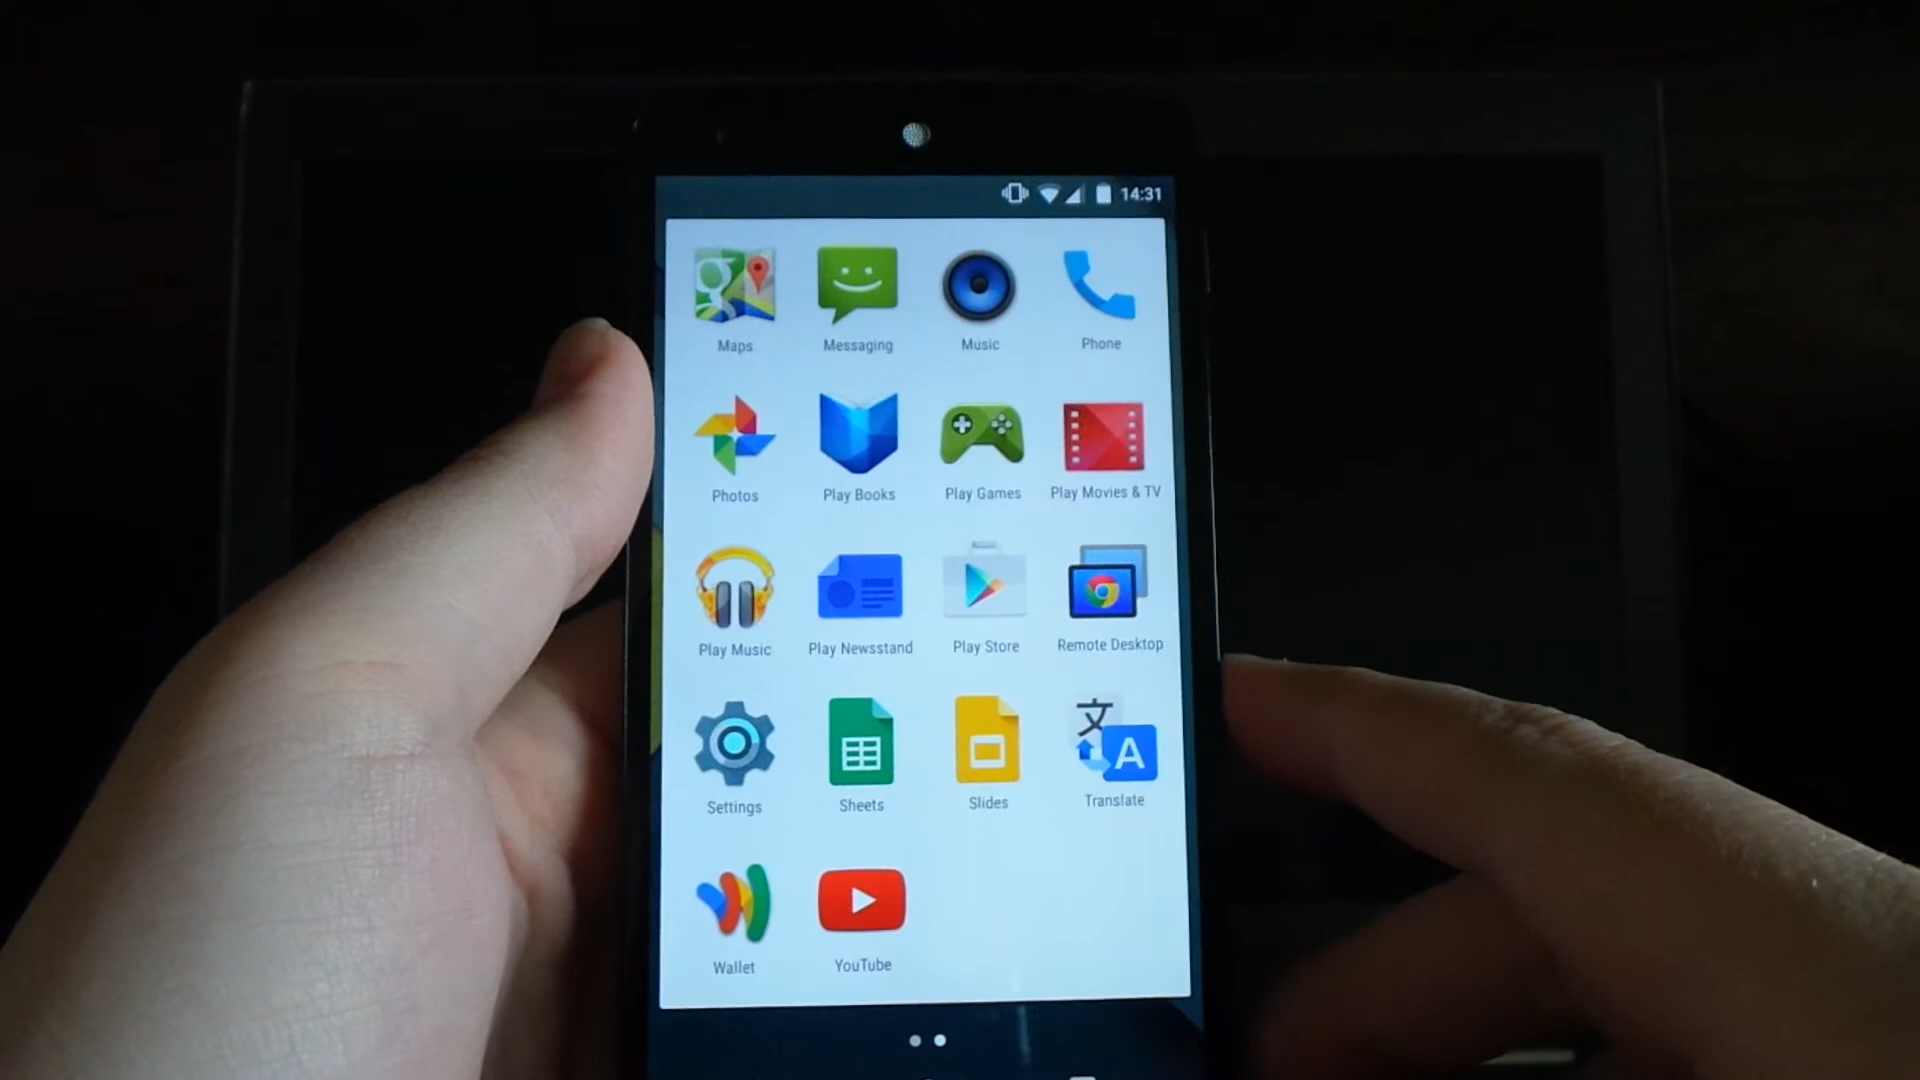 14:31
Maps Messaging Music Phone
Photos Play Books Play Games Play Movies & TV
Play Music Play Newsstand Play Store Remote Desktop
文 A
Settings Sheets Slides Translate
Wallet YouTube